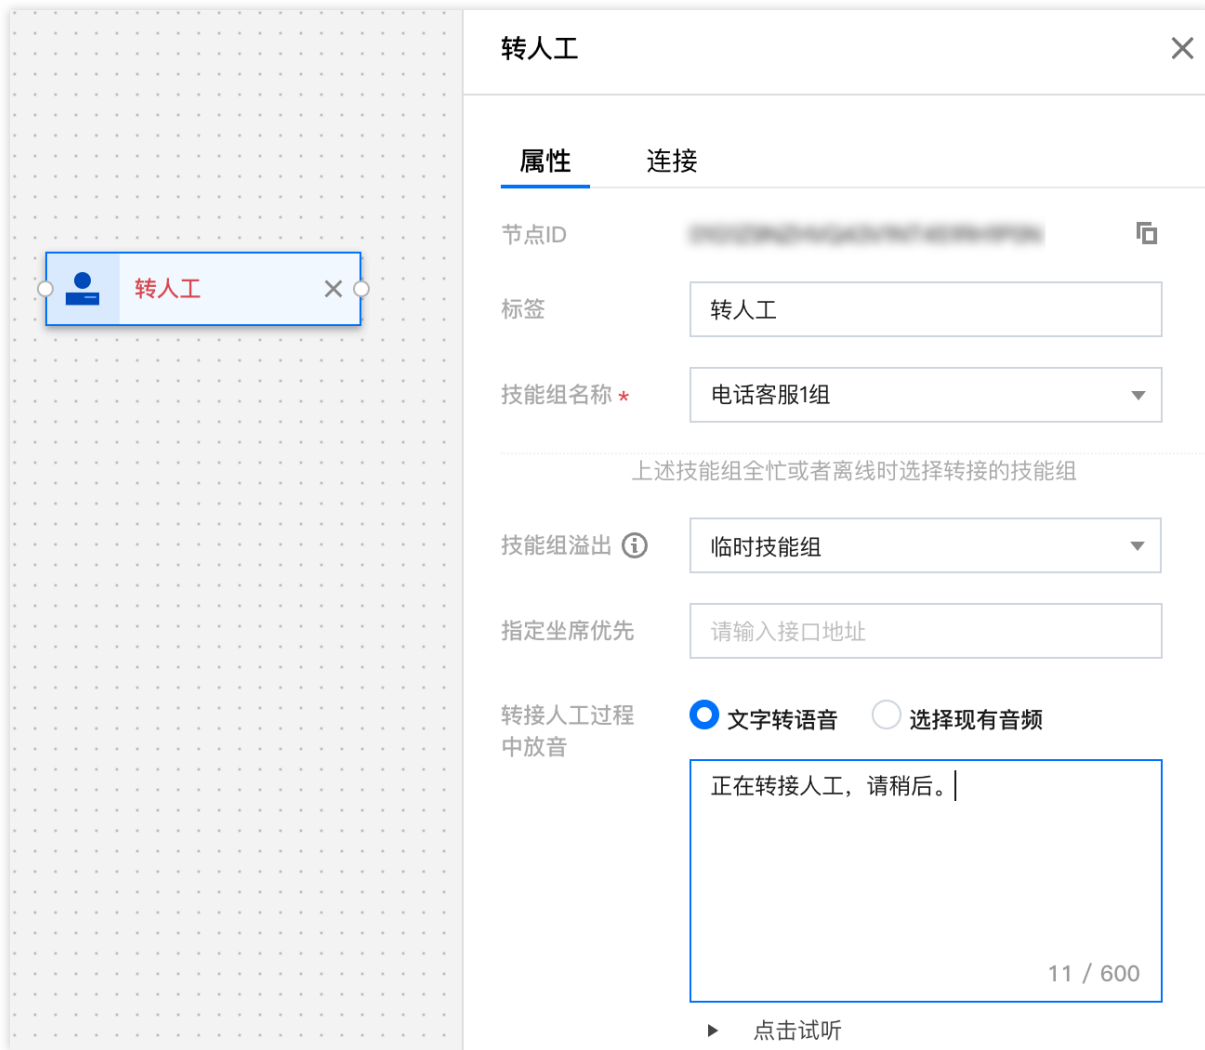 转人工
转人工
属性 连接
节点ID
标签 转人工
技能组名称 * 电话客服1组
上述技能组全忙或者离线时选择转接的技能组
技能组溢出 临时技能组
指定坐席优先 请输入接口地址
转接人工过程中放音
文字转语音 选择现有音频
正在转接人工，请稍后。
11 / 600
点击试听